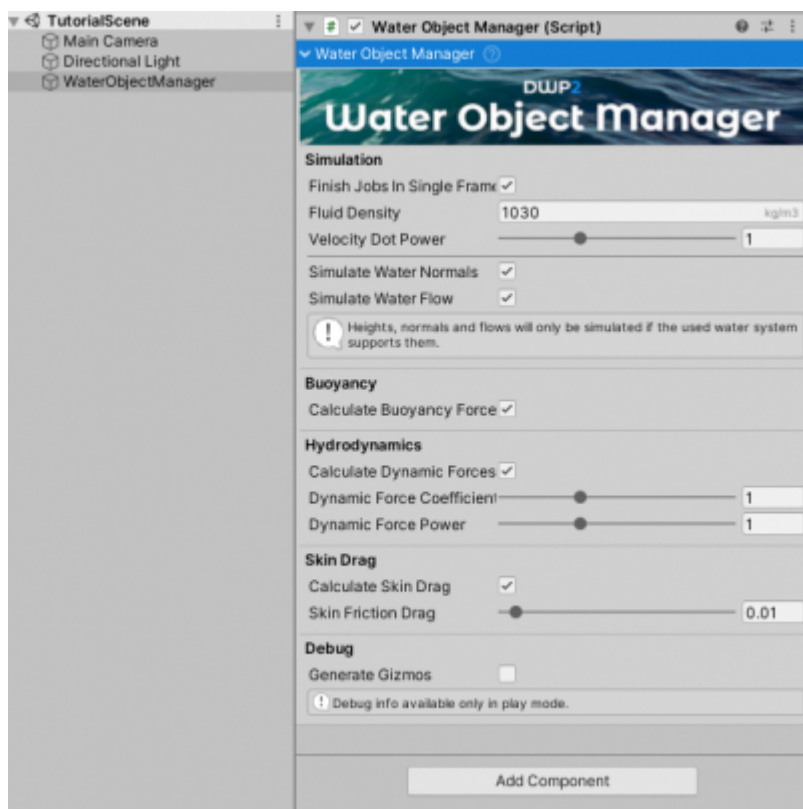 TutorialScene
Main Camera
Directional Light
WaterObjectManager
Water Object Manager (Script)
Water Object Manager
DWP2
Water Object Manager
Simulation
Finish Jobs In Single Frame
Fluid Density 1030 kg/m3
Velocity Dot Power 1
Simulate Water Normals
Simulate Water Flow
Heights, normals and flows will only be simulated if the used water system
supports them.
Buoyancy
Calculate Buoyancy Force
Hydrodynamics
Calculate Dynamic Forces
Dynamic Force Coefficient 1
Dynamic Force Power 1
Skin Drag
Calculate Skin Drag
Skin Friction Drag 0.01
Debug
Generate Gizmos
Debug info available only in play mode.
Add Component